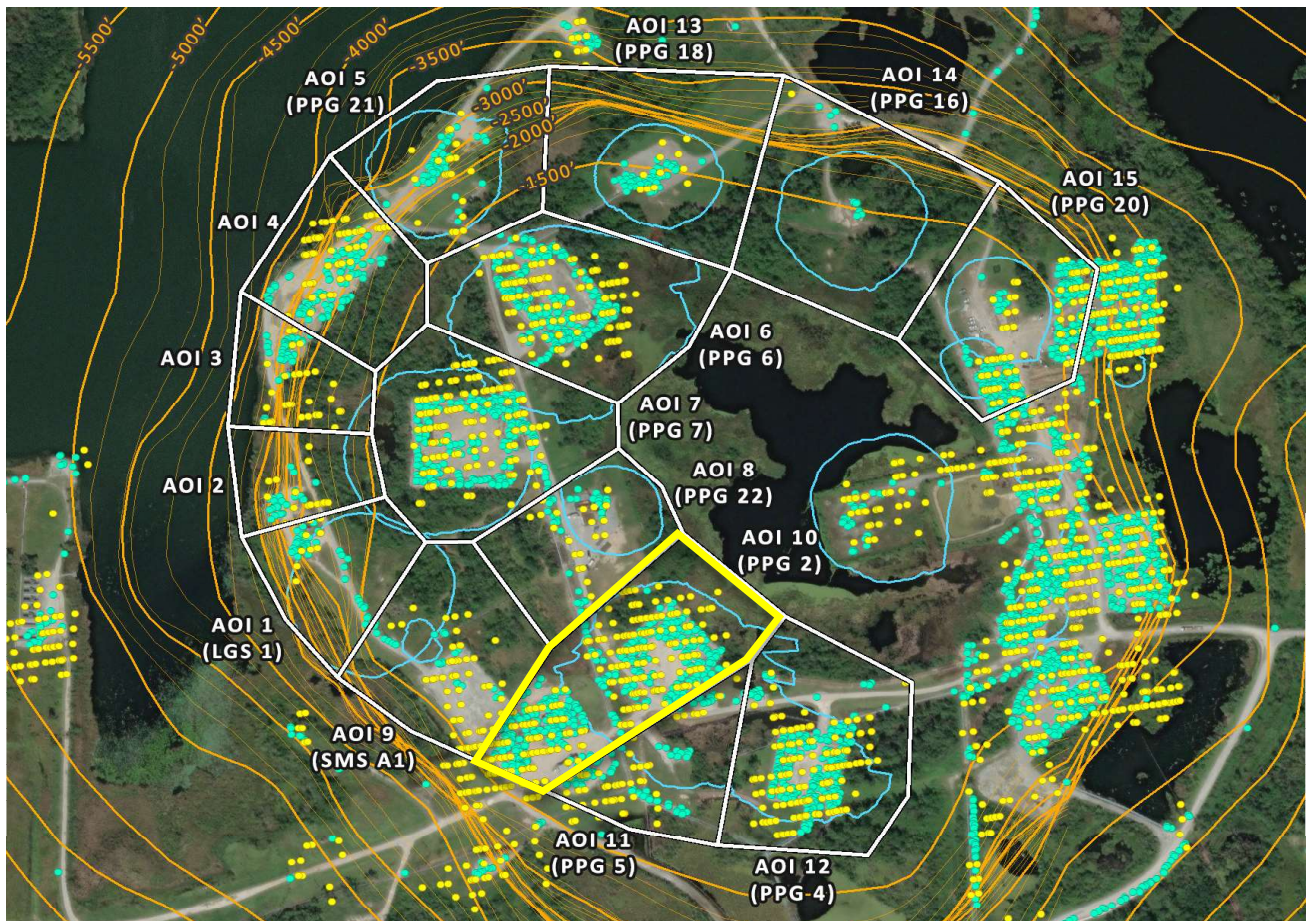 -5500'
-5000'
-4500'
-4000'
-3500'
-3000'
-2500'
-2000'
-1500'
AOI 13
(PPG 18)
AOI 14
(PPG 16)
AOI 5
(PPG 21)
AOI 15
(PPG 20)
AOI 4
AOI 3
AOI 6
(PPG 6)
AOI 7
(PPG 7)
AOI 8
(PPG 22)
AOI 2
AOI 10
(PPG 2)
AOI 1
(LGS 1)
AOI 9
(SMS A1)
AOI 11
(PPG 5)
AOI 12
(PPG 4)